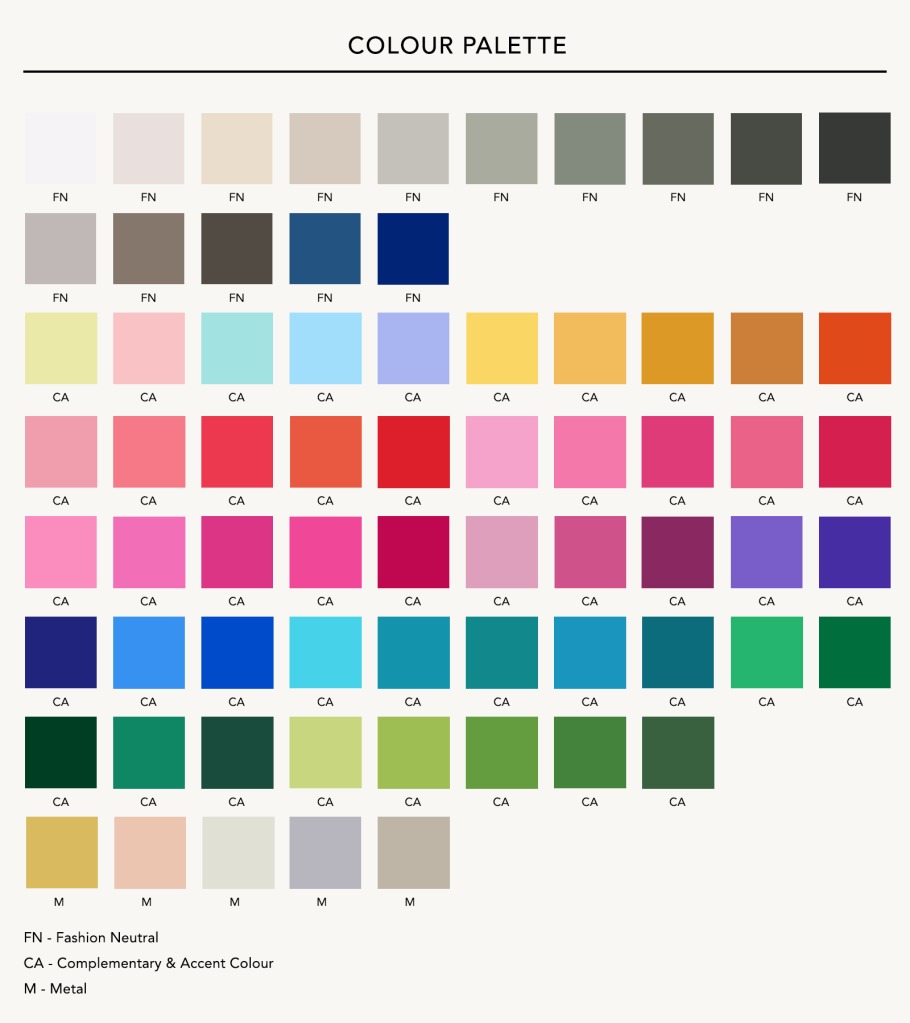 COLOUR PALETTE
FN FN FN FN FN FN FN FN FN FN
FN FN FN FN FN
CA CA CA CA CA CA CA CA CA CA
CA CA CA CA CA CA CA CA CA CA
CA CA CA CA CA CA CA CA CA CA
CA CA CA CA CA CA CA CA CA CA
CA CA CA CA CA CA CA CA
M M M M M
FN - Fashion Neutral
CA - Complementary & Accent Colour
M - Metal